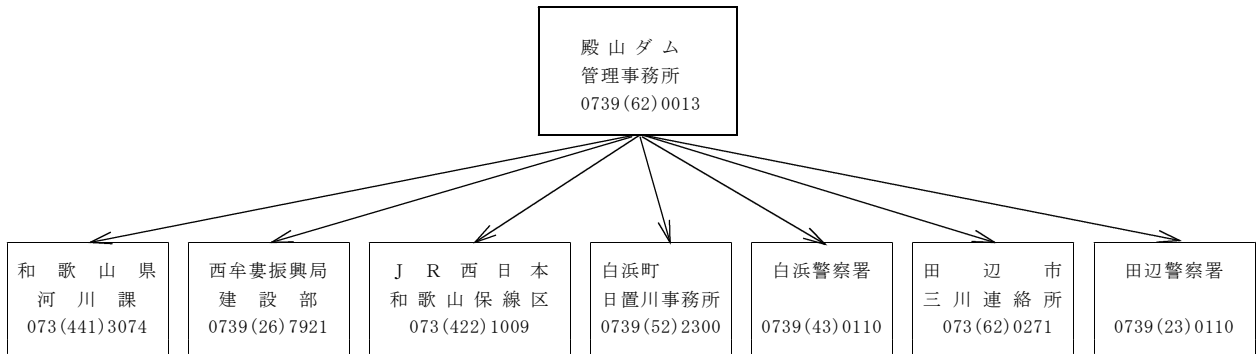 殿山ダム
管理事務所
0739(62)0013
和歌山県
河川課
073(441)3074
西牟婁振興局
建設部
0739(26)7921
JR西日本
和歌山保線区
073(422)1009
白浜町
日置川事務所
0739(52)2300
白浜警察署
0739(43)0110
田辺市
三川連絡所
073(62)0271
田辺警察署
0739(23)0110